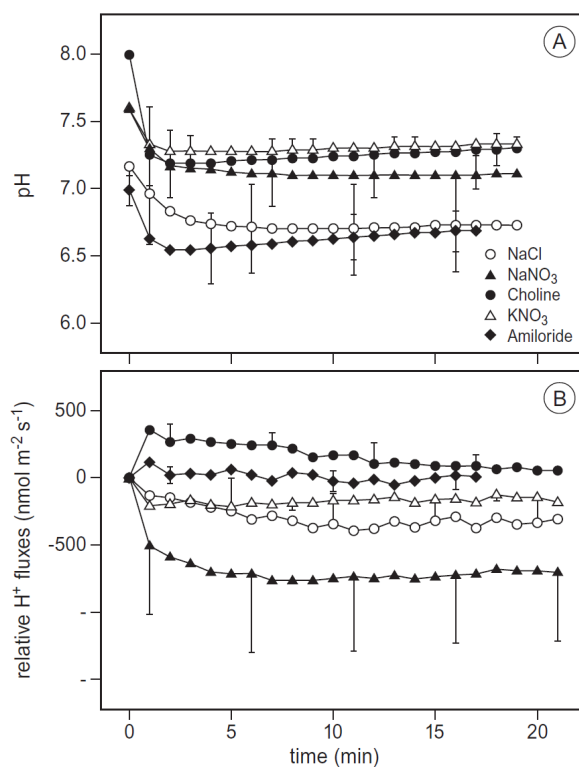 A
8.0
7.5
7.0
6.5
6.0
pH
NaCl
NaNO₃
Choline
KNO₃
Amiloride
B
500
0
-500
-
-
relative H⁺ fluxes (nmol m⁻² s⁻¹)
0 5 10 15 20
time (min)